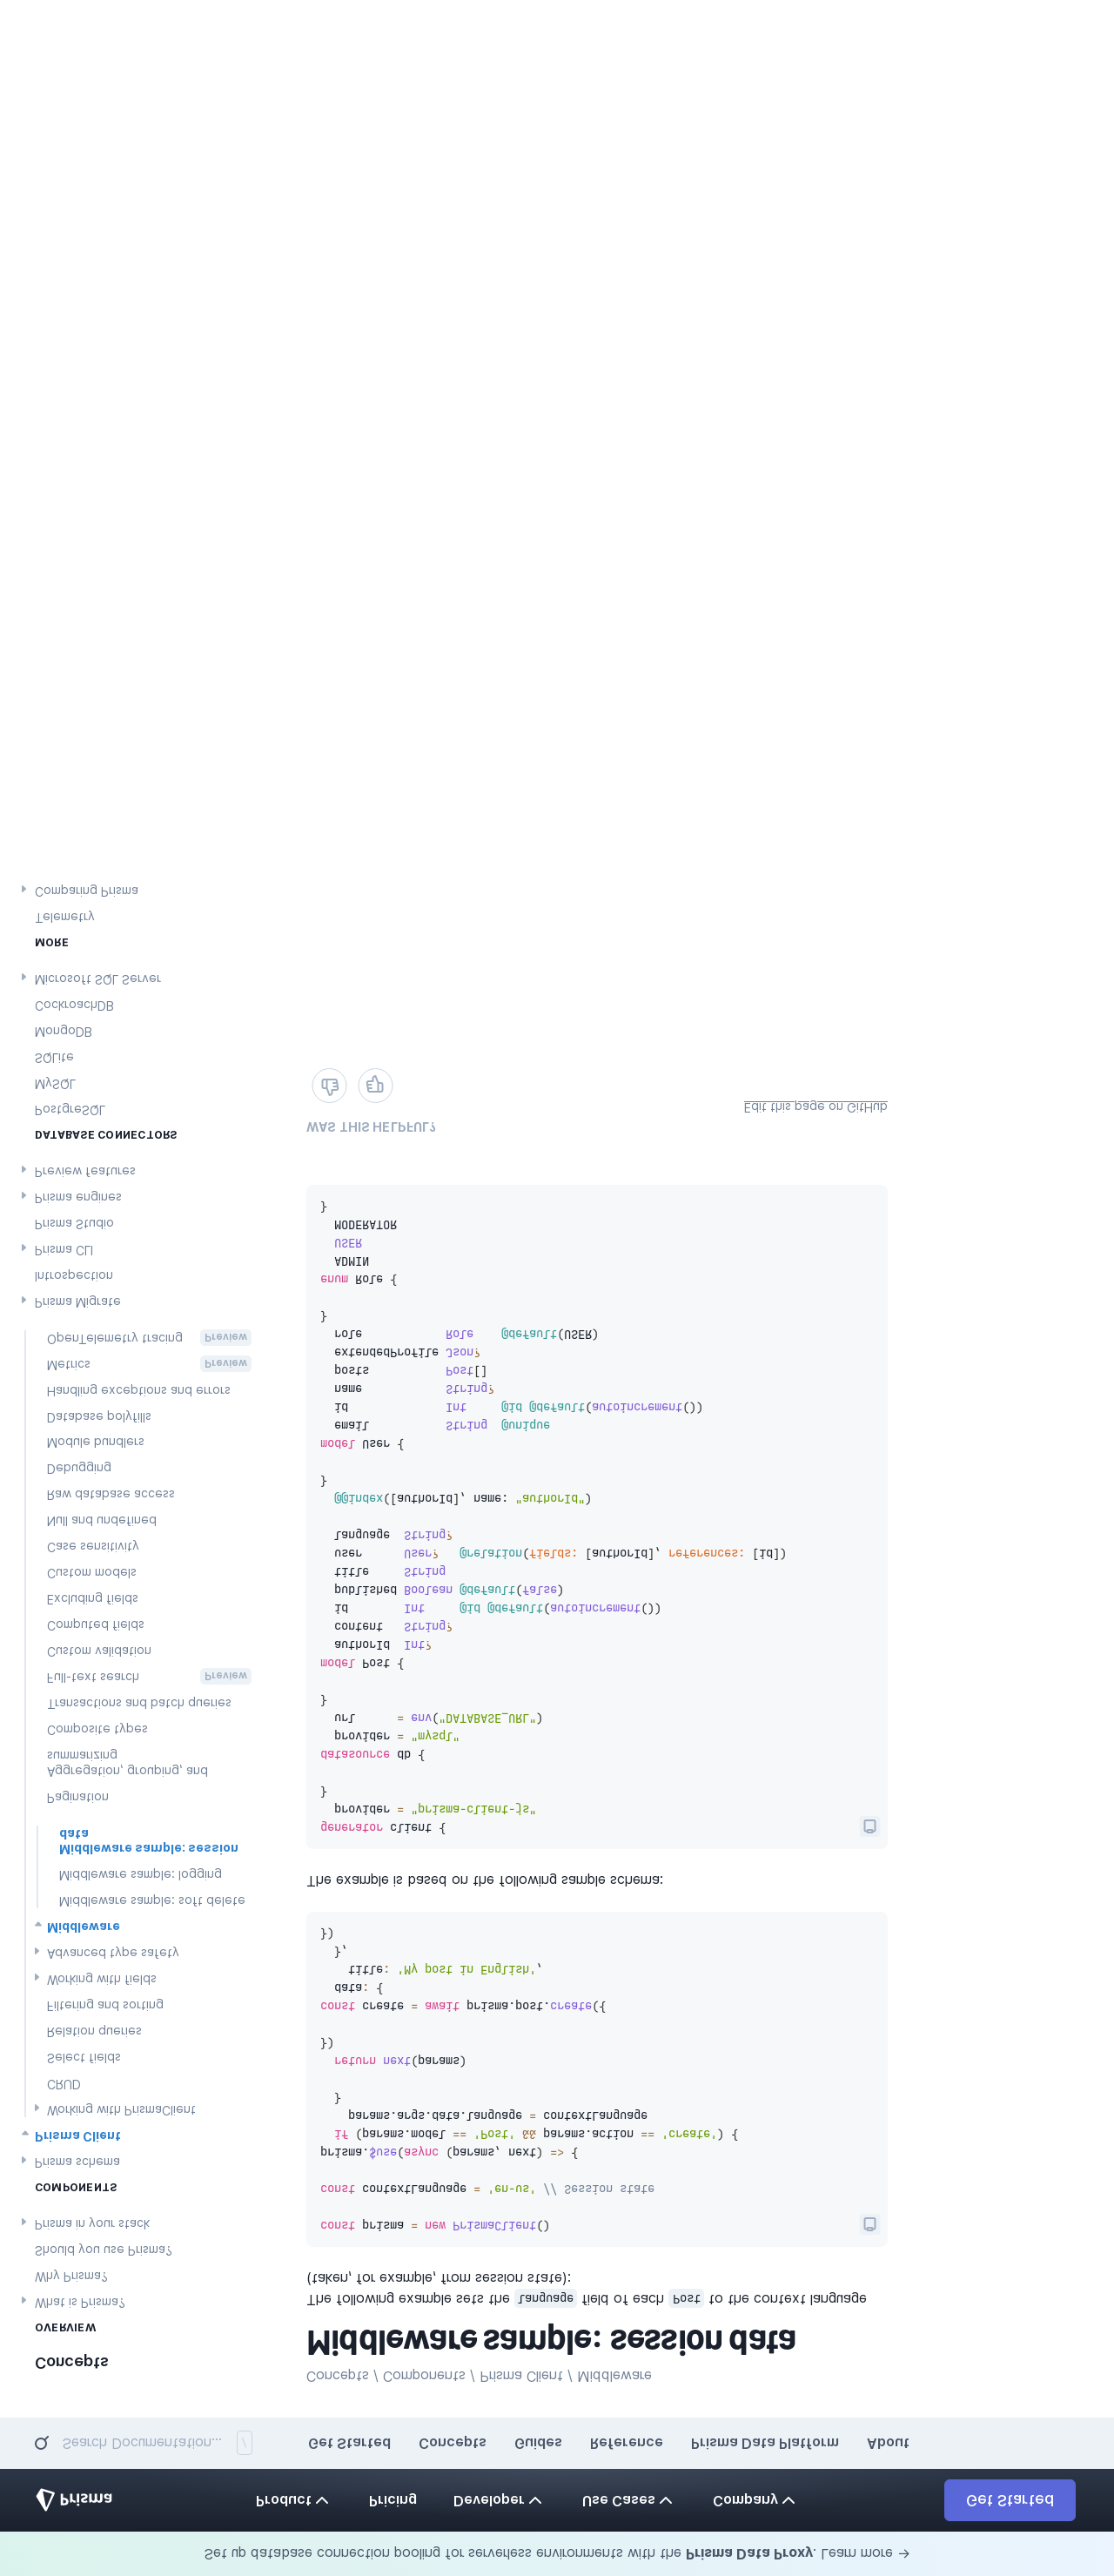 Set up database connection pooling for serverless environments with the Prisma Data Proxy. Learn more →
Prisma
Product
Pricing
Developer
Use Cases
Company
Get Started
Search Documentation... /
Get Started
Concepts
Guides
Reference
Prisma Data Platform
About
Concepts
OVERVIEW
What is Prisma?
Why Prisma?
Should you use Prisma?
Prisma in your stack
COMPONENTS
Prisma schema
Prisma Client
Working with PrismaClient
CRUD
Select fields
Relation queries
Filtering and sorting
Working with fields
Advanced type safety
Middleware
Middleware sample: soft delete
Middleware sample: logging
Middleware sample: session
data
Pagination
Aggregation, grouping, and
summarizing
Composite types
Transactions and batch queries
Full-text search Preview
Custom validation
Computed fields
Excluding fields
Custom models
Case sensitivity
Null and undefined
Raw database access
Debugging
Module bundlers
Database polyfills
Handling exceptions and errors
Metrics Preview
OpenTelemetry tracing Preview
Prisma Migrate
Introspection
Prisma CLI
Prisma Studio
Prisma engines
Preview features
DATABASE CONNECTORS
PostgreSQL
MySQL
SQLite
MongoDB
CockroachDB
Microsoft SQL Server
MORE
Telemetry
Comparing Prisma
Concepts / Components / Prisma Client / Middleware
Middleware sample: session data
The following example sets the language field of each Post to the context language
(taken, for example, from session state):
const prisma = new PrismaClient()
const contextLanguage = 'en-us' // Session state
prisma.$use(async (params, next) => {
if (params.model == 'Post' && params.action == 'create') {
params.args.data.language = contextLanguage
}
return next(params)
})
const create = await prisma.post.create({
data: {
title: 'My post in English',
},
})
The example is based on the following sample schema:
generator client {
provider = "prisma-client-js"
}
datasource db {
provider = "mysql"
url = env("DATABASE_URL")
}
model Post {
authorId Int?
content String?
id Int @id @default(autoincrement())
published Boolean @default(false)
title String
user User? @relation(fields: [authorId], references: [id])
language String?
@@index([authorId], name: "authorId")
}
model User {
email String @unique
id Int @id @default(autoincrement())
name String?
posts Post[]
extendedProfile Json?
role Role @default(USER)
}
enum Role {
ADMIN
USER
MODERATOR
}
WAS THIS HELPFUL?
Edit this page on GitHub